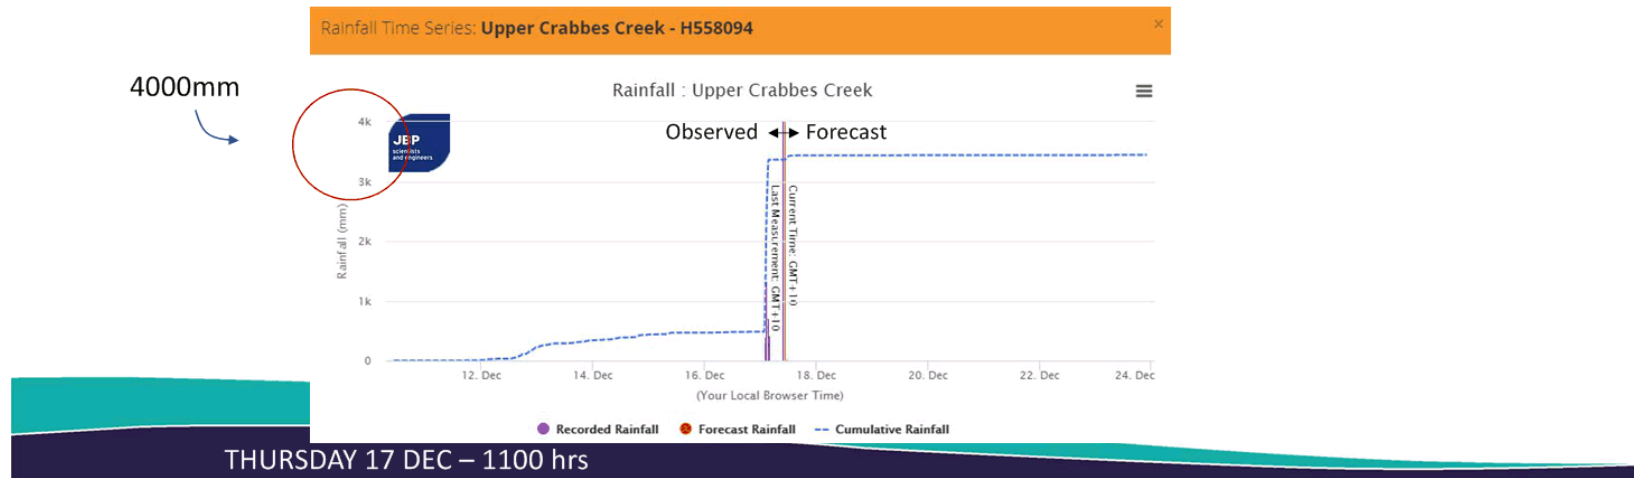 Rainfall Time Series: Upper Crabbes Creek - H558094
×
4000mm
Rainfall : Upper Crabbes Creek
4k
JBP
scientists
and engineers
Observed
Forecast
3k
2k
1k
0
Rainfall (mm)
Last Measurement: GMT+10
Current Time: GMT+10
12. Dec
14. Dec
16. Dec
18. Dec
20. Dec
22. Dec
24. Dec
(Your Local Browser Time)
Recorded Rainfall
Forecast Rainfall
Cumulative Rainfall
THURSDAY 17 DEC – 1100 hrs